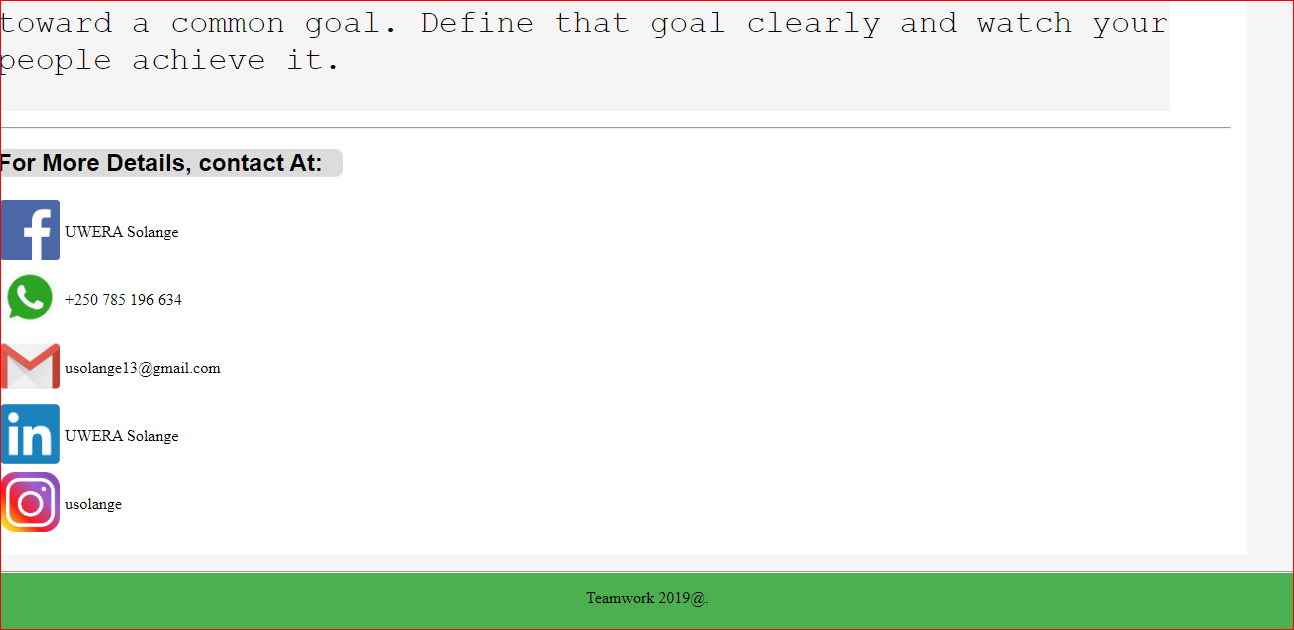 toward a common goal. Define that goal clearly and watch your
people achieve it.
For More Details, contact At:
UWERA Solange
+250 785 196 634
usolange13@gmail.com
UWERA Solange
usolange
Teamwork 2019@.